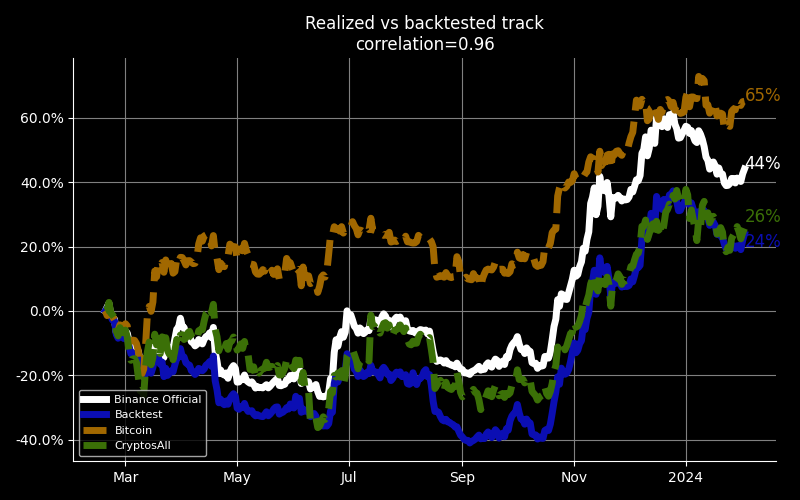 Realized vs backtested track
correlation=0.96
60.0%
40.0%
20.0%
0.0%
-20.0%
-40.0%
65%
44%
26%
24%
Binance Official
Backtest
Bitcoin
CryptosAll
Mar May Jul Sep Nov 2024